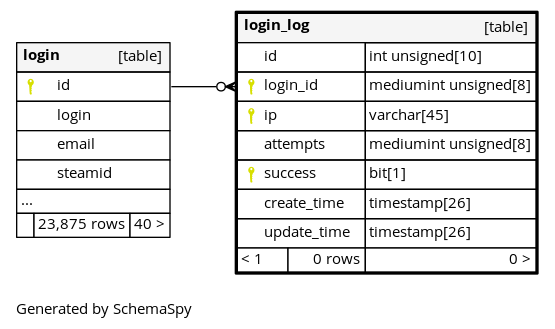 login [table]
id
login
email
steamid
...
23,875 rows 40 >
login_log [table]
id int unsigned[10]
login_id mediumint unsigned[8]
ip varchar[45]
attempts mediumint unsigned[8]
success bit[1]
create_time timestamp[26]
update_time timestamp[26]
< 1 0 rows 0 >
Generated by SchemaSpy